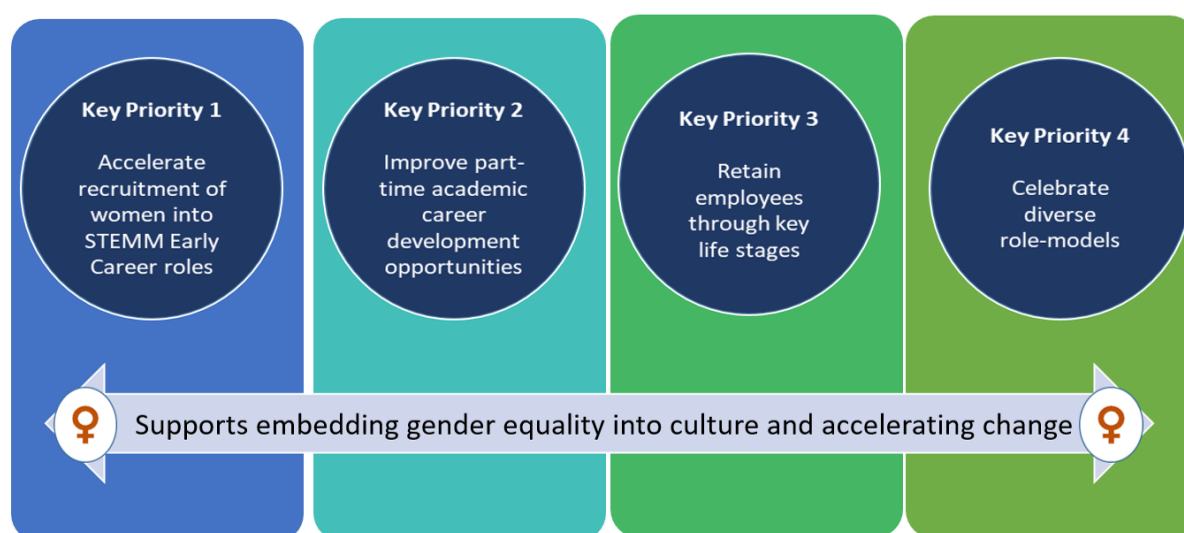 Key Priority 1
Accelerate
recruitment of
women into
STEMM Early
Career roles
Key Priority 2
Improve part-
time academic
career
development
opportunities
Key Priority 3
Retain
employees
through key
life stages
Key Priority 4
Celebrate
diverse
role-models
Supports embedding gender equality into culture and accelerating change